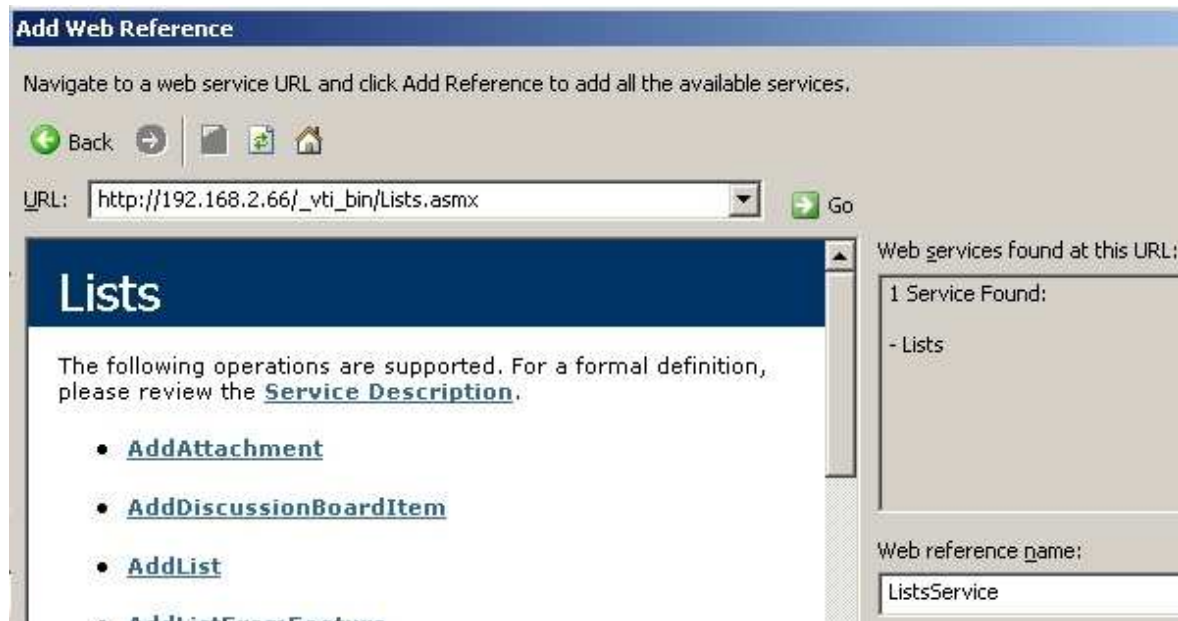 Add Web Reference
Navigate to a web service URL and click Add Reference to add all the available services.
Back
URL: http://192.168.2.66/_vti_bin/Lists.asmx Go
Lists
The following operations are supported. For a formal definition,
please review the Service Description.
• AddAttachment
• AddDiscussionBoardItem
• AddList
Web services found at this URL:
1 Service Found:
- Lists
Web reference name:
ListsService